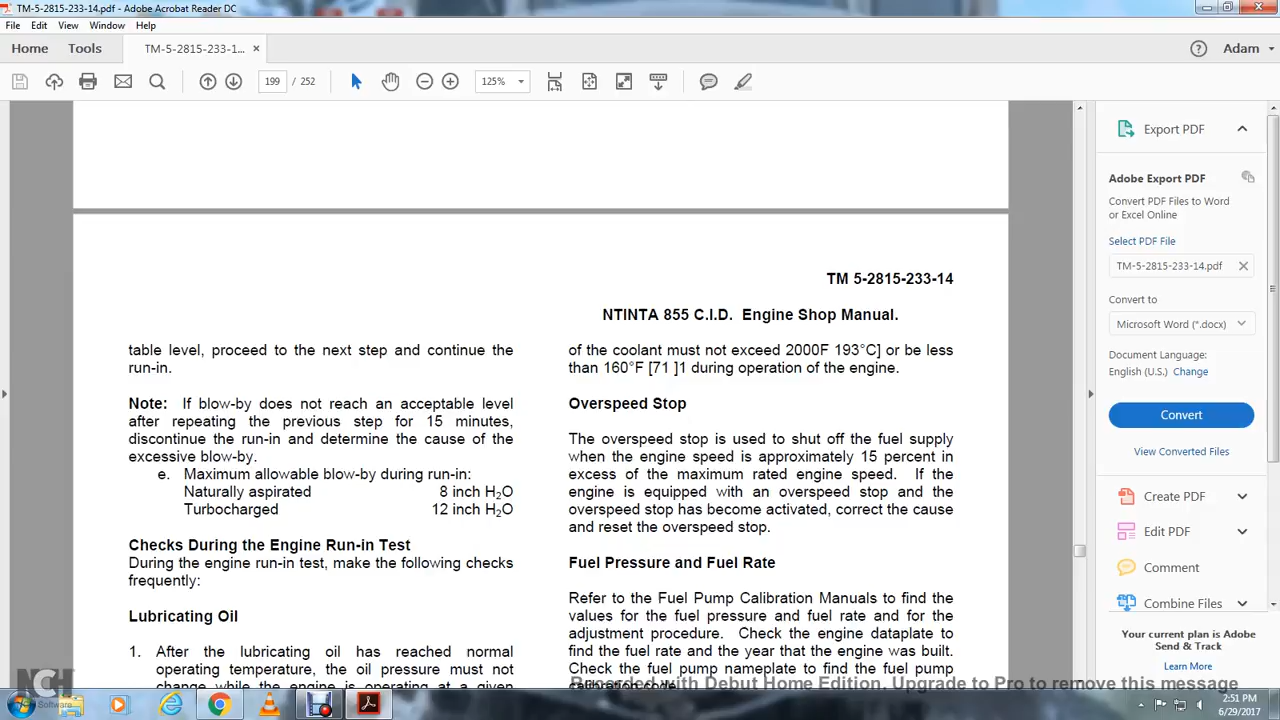 TM-5-2815-233-14.pdf - Adobe Acrobat Reader DC
File Edit View Window Help
Home Tools TM-5-2815-233-1... × Adam
199 / 252 125%
TM 5-2815-233-14
NTINTA 855 C.I.D. Engine Shop Manual.
table level, proceed to the next step and continue the
run-in.
Note: If blow-by does not reach an acceptable level
after repeating the previous step for 15 minutes,
discontinue the run-in and determine the cause of the
excessive blow-by.
e. Maximum allowable blow-by during run-in:
Naturally aspirated 8 inch H2O
Turbocharged 12 inch H2O
Checks During the Engine Run-in Test
During the engine run-in test, make the following checks
frequently:
Lubricating Oil
1. After the lubricating oil has reached normal
operating temperature, the oil pressure must not
change while the engine is operating at a given
of the coolant must not exceed 2000F 193°C] or be less
than 160°F [71 ]1 during operation of the engine.
Overspeed Stop
The overspeed stop is used to shut off the fuel supply
when the engine speed is approximately 15 percent in
excess of the maximum rated engine speed. If the
engine is equipped with an overspeed stop and the
overspeed stop has become activated, correct the cause
and reset the overspeed stop.
Fuel Pressure and Fuel Rate
Refer to the Fuel Pump Calibration Manuals to find the
values for the fuel pressure and fuel rate and for the
adjustment procedure. Check the engine dataplate to
find the fuel rate and the year that the engine was built.
Check the fuel pump nameplate to find the fuel pump
calibration code.
Export PDF
Adobe Export PDF
Convert PDF Files to Word
or Excel Online
Select PDF File
TM-5-2815-233-14.pdf
Convert to
Microsoft Word (*.docx)
Document Language:
English (U.S.) Change
Convert
View Converted Files
Create PDF
Edit PDF
Comment
Combine Files
Your current plan is Adobe
Send & Track
Learn More
Recorded with Debut Home Edition. Upgrade to Pro to remove this message
NCH
Software
2:51 PM
6/29/2017